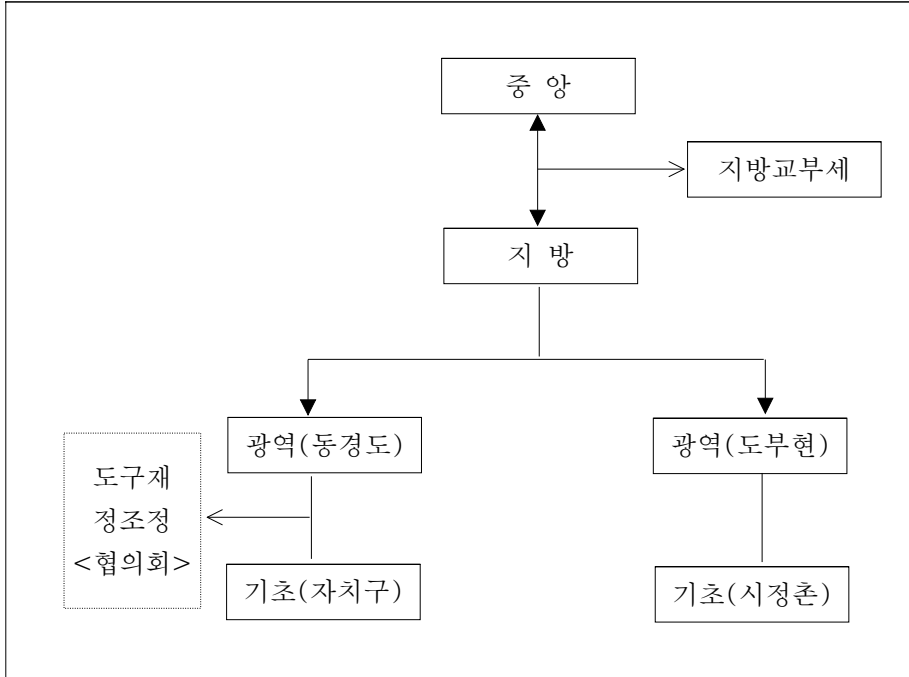 중 앙
지방교부세
지 방
광역(동경도)
광역(도부현)
도구재
정조정
<협의회>
기초(자치구)
기초(시정촌)